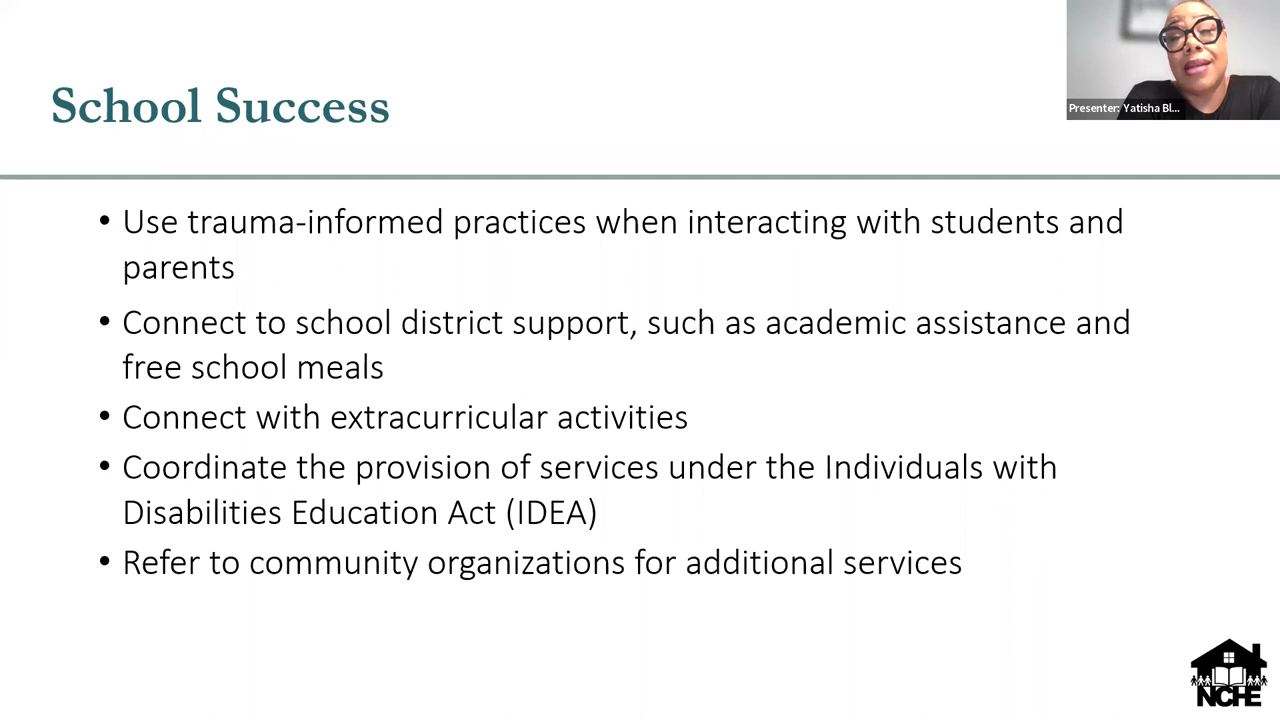 School Success
Presenter: Yatisha Bl...
• Use trauma-informed practices when interacting with students and
parents
• Connect to school district support, such as academic assistance and
free school meals
• Connect with extracurricular activities
• Coordinate the provision of services under the Individuals with
Disabilities Education Act (IDEA)
• Refer to community organizations for additional services
NCHE